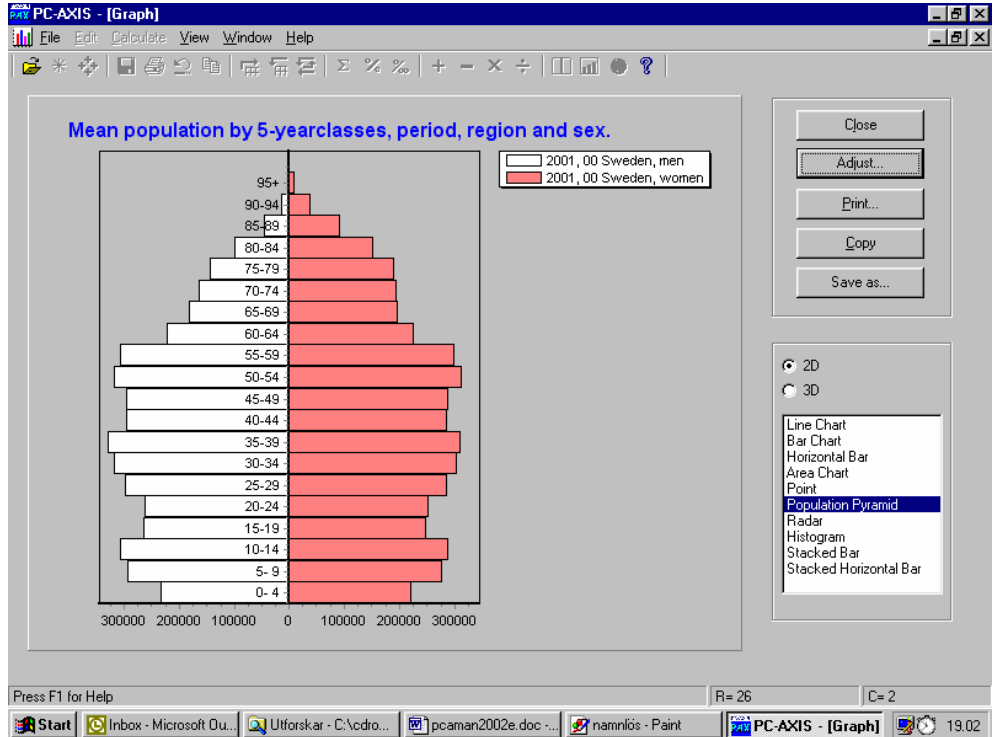 PC-AXIS - [Graph]
File Edit Calculate View Window Help
Σ % ‰ + − × ÷ ?
Mean population by 5-yearclasses, period, region and sex.
2001, 00 Sweden, men
2001, 00 Sweden, women
95+
90-94
85-89
80-84
75-79
70-74
65-69
60-64
55-59
50-54
45-49
40-44
35-39
30-34
25-29
20-24
15-19
10-14
5- 9
0- 4
300000 200000 100000 0 100000 200000 300000
Close
Adjust...
Print...
Copy
Save as...
2D
3D
Line Chart
Bar Chart
Horizontal Bar
Area Chart
Point
Population Pyramid
Radar
Histogram
Stacked Bar
Stacked Horizontal Bar
Press F1 for Help R= 26 C= 2
Start Inbox - Microsoft Ou... Utforskar - C:\cdro... pcaman2002e.doc -... namnlös - Paint PC-AXIS - [Graph] 19.02